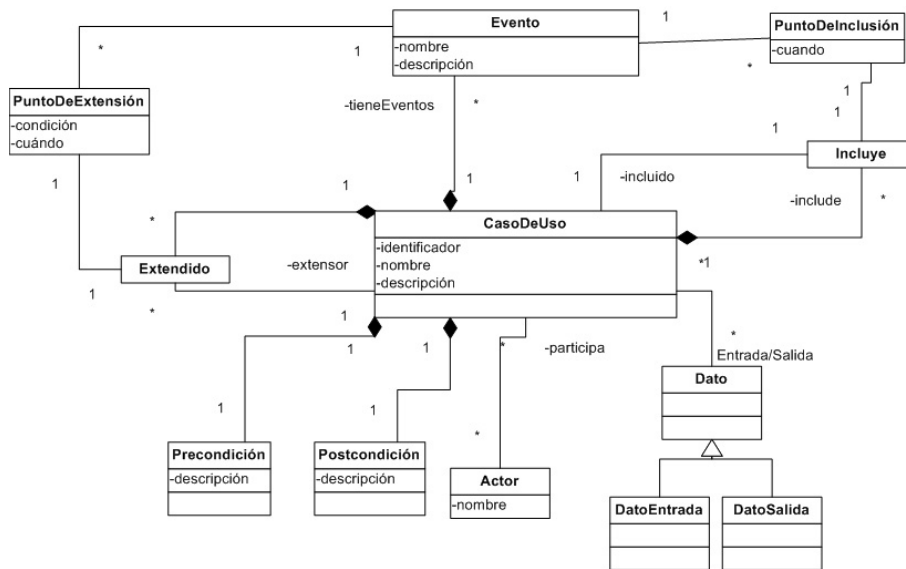 Evento
-nombre
-descripción
1
PuntoDeInclusión
-cuando
*
1
*
PuntoDeExtensión
-condición
-cuándo
-tieneEventos
*
1
1
1
1
Incluye
1
1
1
1
-incluido
-include
*
*
CasoDeUso
-identificador
-nombre
-descripción
*1
Extendido
-extensor
1
*
1
1
1
*
-participa
*
Entrada/Salida
Dato
1
1
*
Precondición
-descripción
Postcondición
-descripción
Actor
-nombre
DatoEntrada
DatoSalida